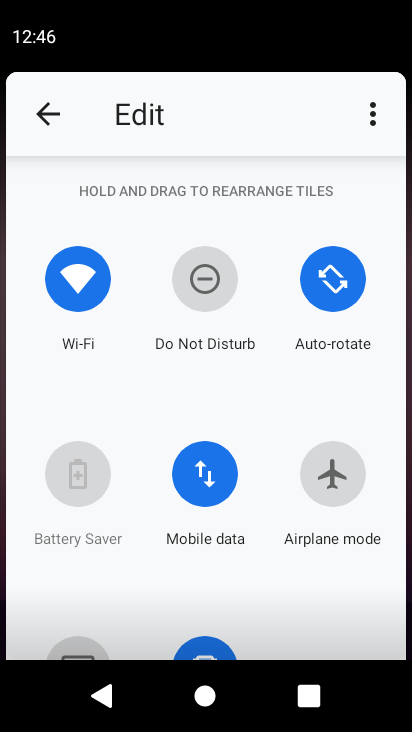 12:46
Edit
HOLD AND DRAG TO REARRANGE TILES
Wi-Fi
Do Not Disturb
Auto-rotate
Battery Saver
Mobile data
Airplane mode